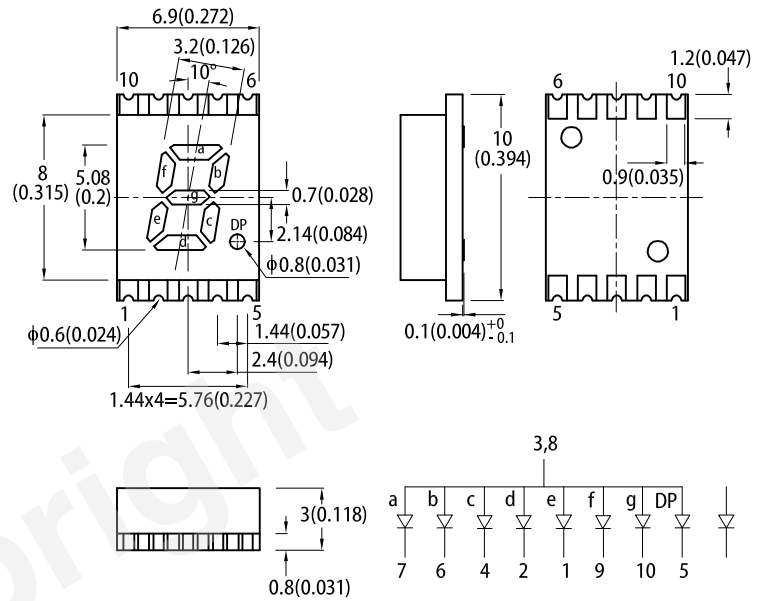 6.9(0.272)
3.2(0.126)
10°
10 6
8
(0.315)
5.08
(0.2)
a
f b
g
e c
d
DP
0.7(0.028)
2.14(0.084)
ϕ0.8(0.031)
1 5
ϕ0.6(0.024)
1.44(0.057)
2.4(0.094)
1.44x4=5.76(0.227)
10
(0.394)
0.1(0.004)+0 -0.1
6 10
1.2(0.047)
0.9(0.035)
5 1
3(0.118)
0.8(0.031)
3,8
a b c d e f g DP
7 6 4 2 1 9 10 5
bright